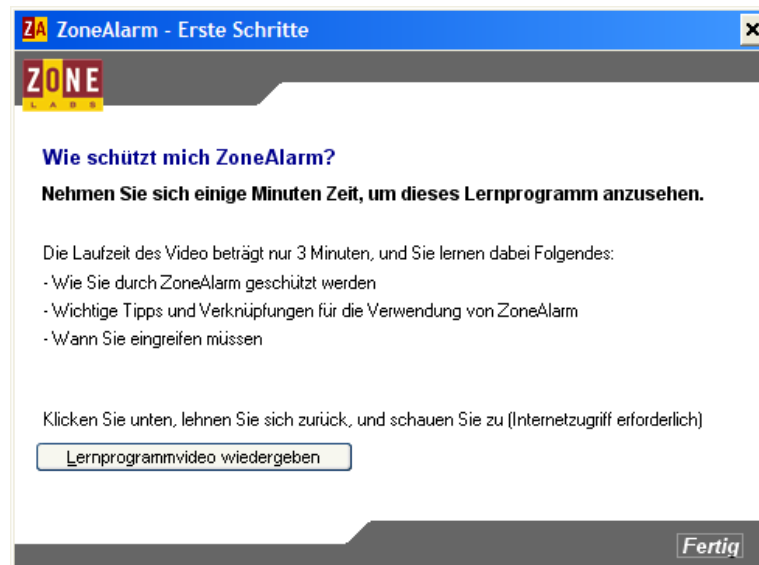 ZA ZoneAlarm - Erste Schritte
ZONE
LABS
Wie schützt mich ZoneAlarm?
Nehmen Sie sich einige Minuten Zeit, um dieses Lernprogramm anzusehen.
Die Laufzeit des Video beträgt nur 3 Minuten, und Sie lernen dabei Folgendes:
- Wie Sie durch ZoneAlarm geschützt werden
- Wichtige Tipps und Verknüpfungen für die Verwendung von ZoneAlarm
- Wann Sie eingreifen müssen
Klicken Sie unten, lehnen Sie sich zurück, und schauen Sie zu (Internetzugriff erforderlich)
Lernprogrammvideo wiedergeben
Fertig